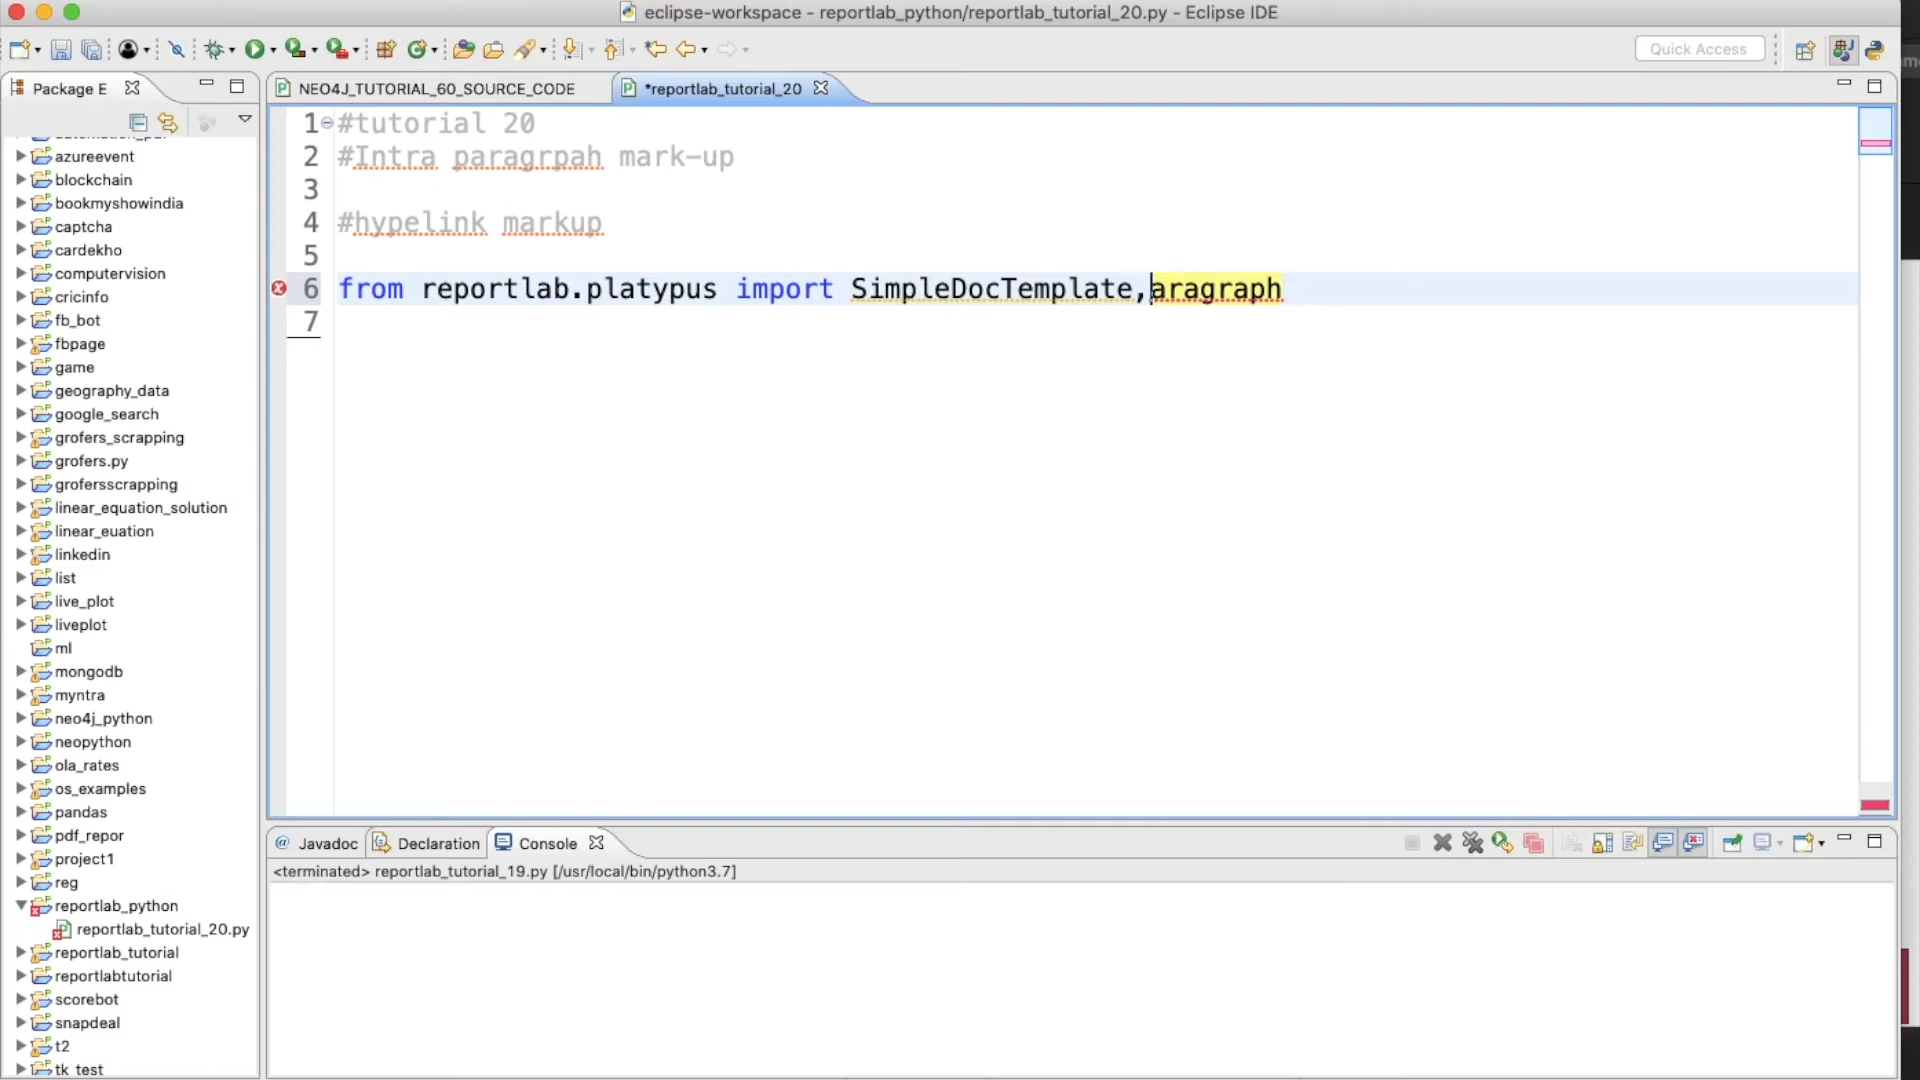 eclipse-workspace - reportlab_python/reportlab_tutorial_20.py - Eclipse IDE
Quick Access
Package E
NEO4J_TUTORIAL_60_SOURCE_CODE
*reportlab_tutorial_20
azureevent
blockchain
bookmyshowindia
captcha
cardekho
computervision
cricinfo
fb_bot
fbpage
game
geography_data
google_search
grofers_scrapping
grofers.py
grofersscrapping
linear_equation_solution
linear_euation
linkedin
list
live_plot
liveplot
ml
mongodb
myntra
neo4j_python
neopython
ola_rates
os_examples
pandas
pdf_repor
project1
reg
reportlab_python
reportlab_tutorial_20.py
reportlab_tutorial
reportlabtutorial
scorebot
snapdeal
t2
tk_test
1 #tutorial 20
2 #Intra paragrpah mark-up
3
4 #hypelink markup
5
6 from reportlab.platypus import SimpleDocTemplate,aragraph
7
@ Javadoc Declaration Console
<terminated> reportlab_tutorial_19.py [/usr/local/bin/python3.7]